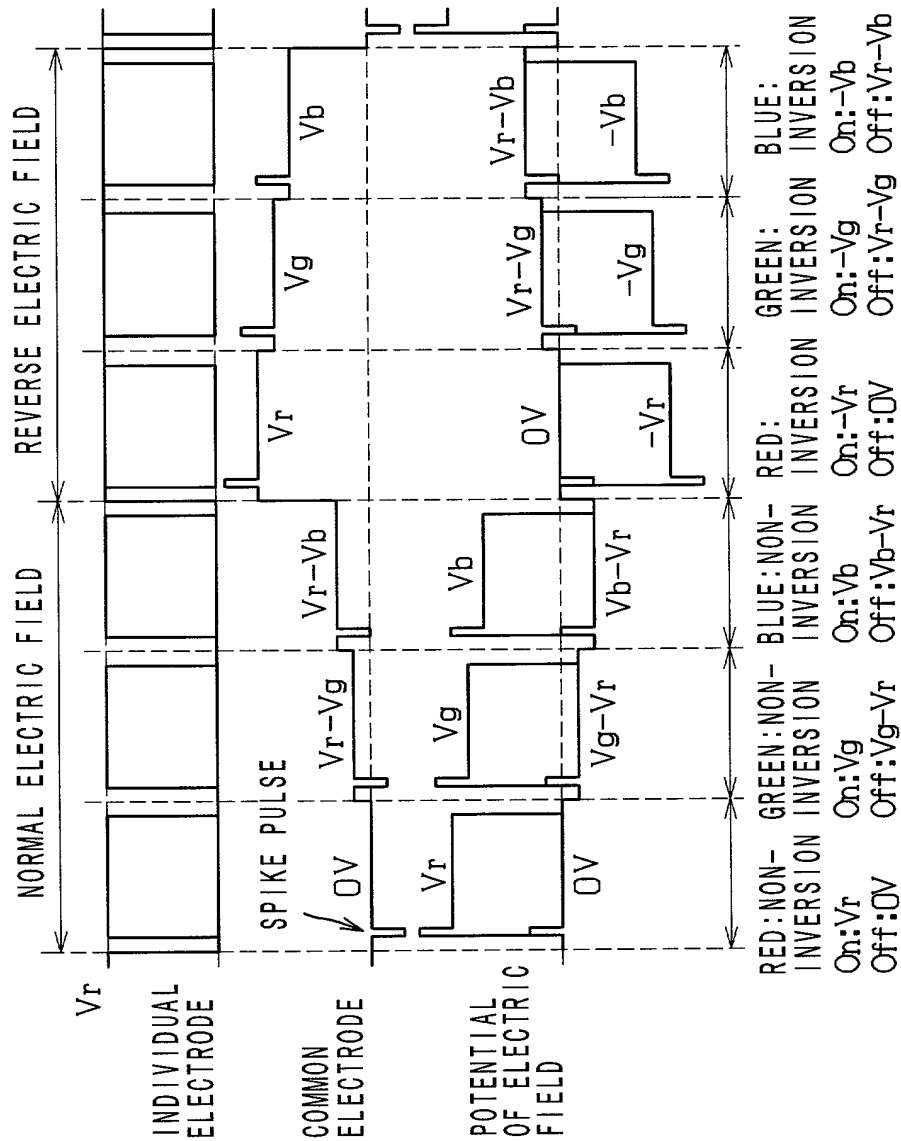 NORMAL ELECTRIC FIELD
REVERSE ELECTRIC FIELD
Vr
INDIVIDUAL
ELECTRODE
SPIKE PULSE
COMMON
ELECTRODE
0V
Vr-Vg
Vr-Vb
Vr
Vg
Vb
POTENTIAL
OF ELECTRIC
FIELD
Vr
Vg
Vb
0V
Vr-Vg
Vr-Vb
0V
Vg-Vr
Vb-Vr
-Vr
-Vg
-Vb
RED:NON-
INVERSION
On:Vr
Off:0V
GREEN:NON-
INVERSION
On:Vg
Off:Vg-Vr
BLUE:NON-
INVERSION
On:Vb
Off:Vb-Vr
RED:
INVERSION
On:-Vr
Off:0V
GREEN:
INVERSION
On:-Vg
Off:Vr-Vg
BLUE:
INVERSION
On:-Vb
Off:Vr-Vb